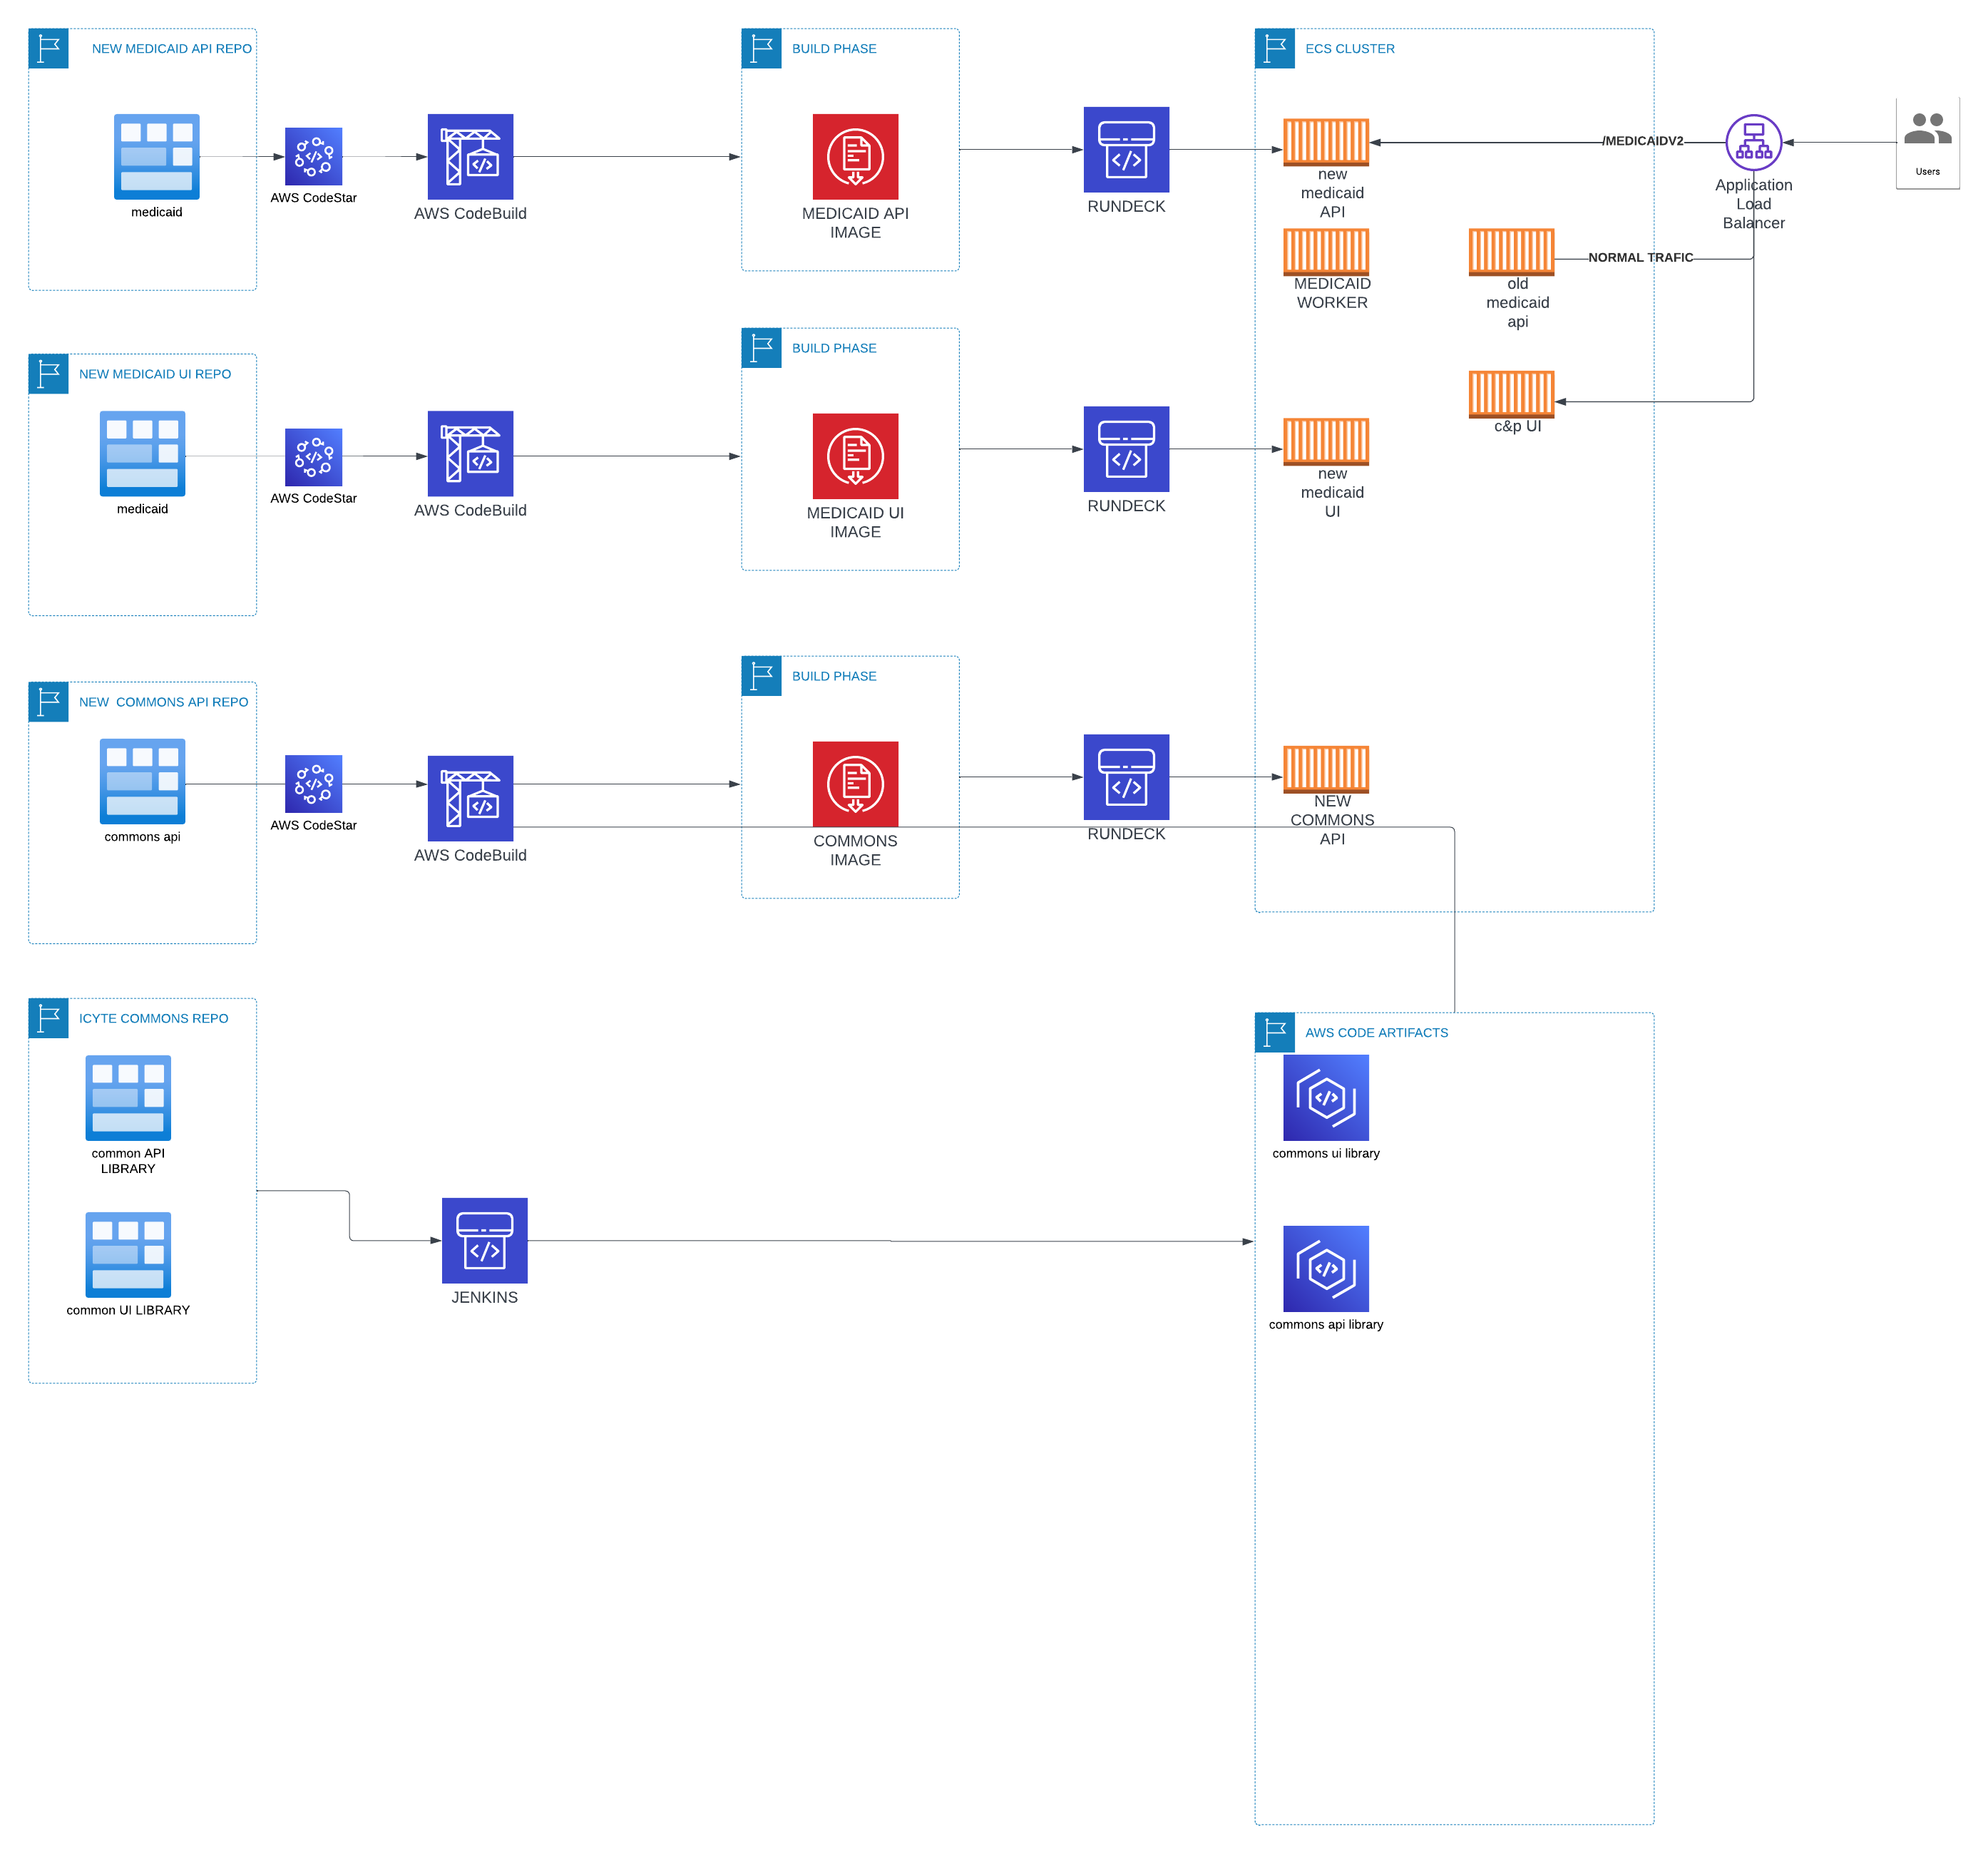 NEW MEDICAID API REPO
medicaid
AWS CodeStar
AWS CodeBuild
BUILD PHASE
MEDICAID API
IMAGE
RUNDECK
ECS CLUSTER
new
medicaid
API
/MEDICAIDV2
Application
Load
Balancer
Users
MEDICAID
WORKER
old
medicaid
api
NORMAL TRAFIC
c&p UI
NEW MEDICAID UI REPO
medicaid
AWS CodeStar
AWS CodeBuild
BUILD PHASE
MEDICAID UI
IMAGE
RUNDECK
new
medicaid
UI
NEW  COMMONS API REPO
commons api
AWS CodeStar
AWS CodeBuild
BUILD PHASE
COMMONS
IMAGE
RUNDECK
NEW
COMMONS
API
ICYTE COMMONS REPO
common API
LIBRARY
common UI LIBRARY
JENKINS
AWS CODE ARTIFACTS
commons ui library
commons api library